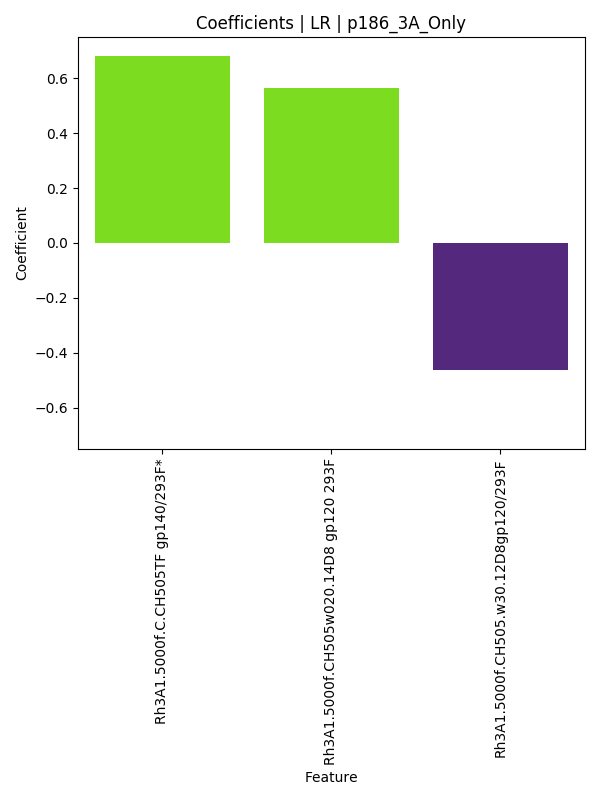 Coefficients | LR | p186_3A_Only
Coefficient
0.6
0.4
0.2
0.0
−0.2
−0.4
−0.6
Rh3A1.5000f.C.CH505TF gp140/293F*
Rh3A1.5000f.CH505w020.14D8 gp120 293F
Rh3A1.5000f.CH505.w30.12D8gp120/293F
Feature